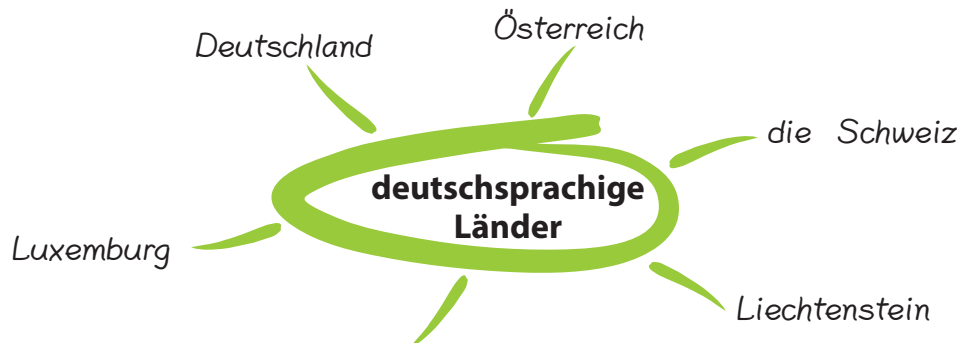 Österreich
Deutschland
die Schweiz
deutschsprachige
Länder
Luxemburg
Liechtenstein